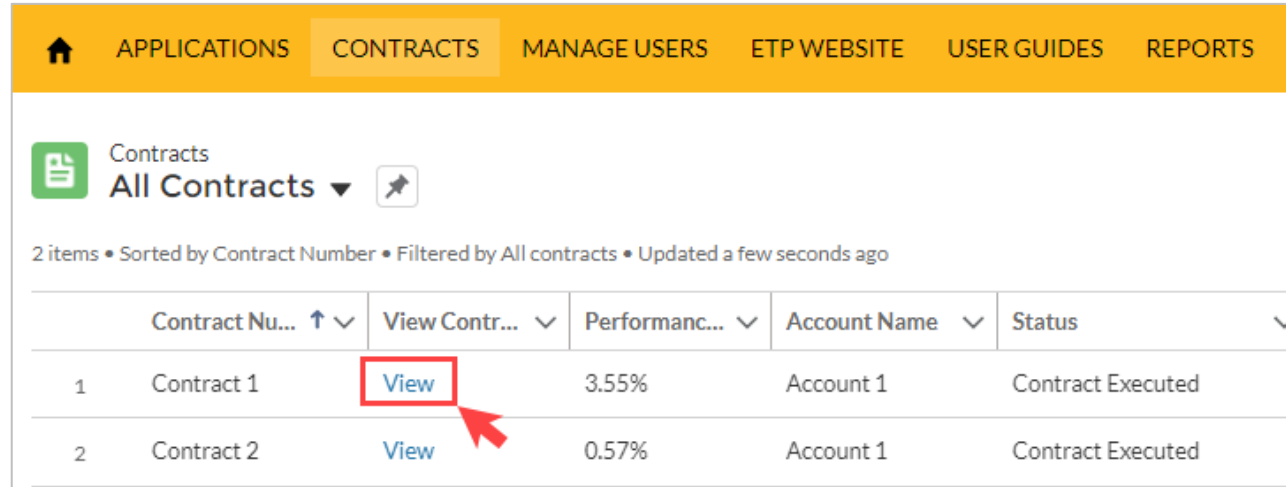 APPLICATIONS CONTRACTS MANAGE USERS ETP WEBSITE USER GUIDES REPORTS
Contracts
All Contracts
2 items • Sorted by Contract Number • Filtered by All contracts • Updated a few seconds ago
Contract Nu... View Contr... Performanc... Account Name Status
1 Contract 1 View 3.55% Account 1 Contract Executed
2 Contract 2 View 0.57% Account 1 Contract Executed